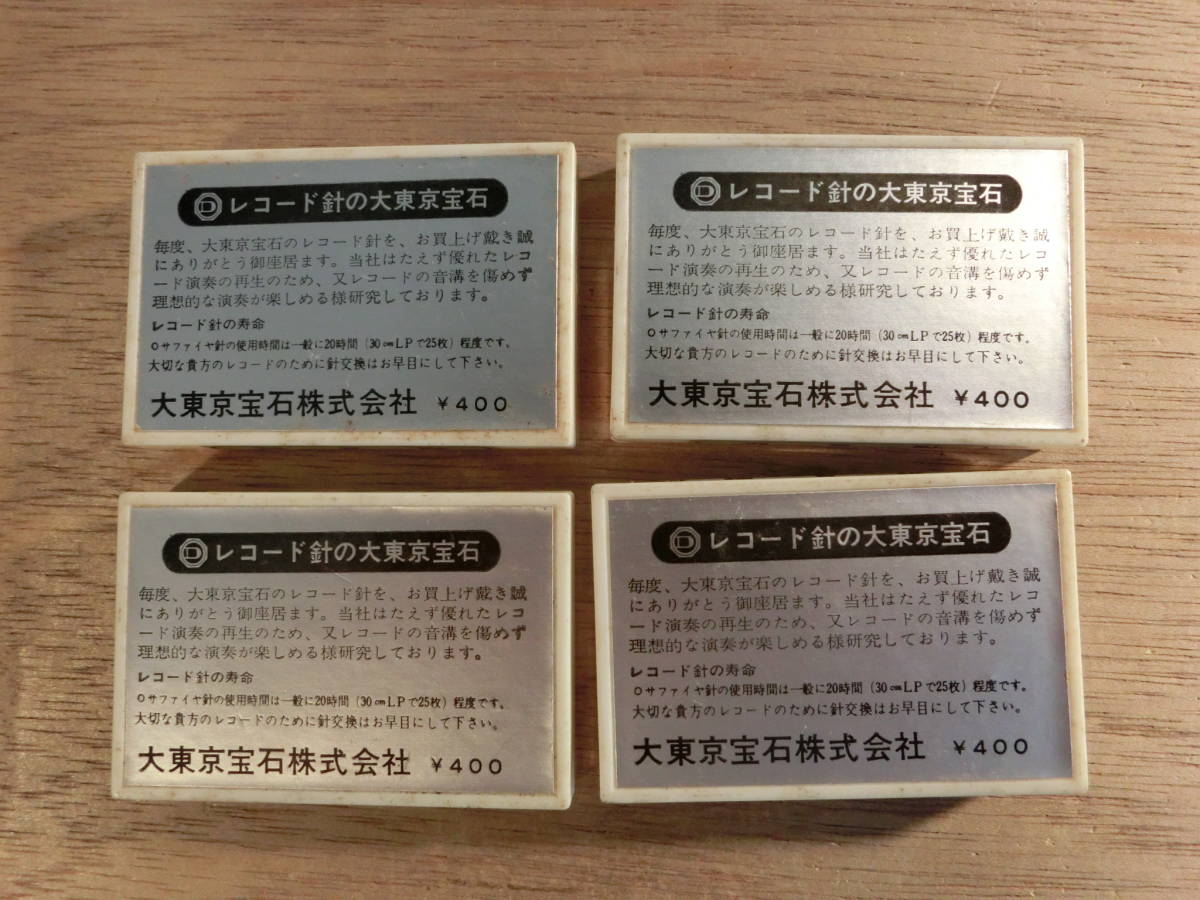 D レコード針の大東京宝石
毎度、大東京宝石のレコード針を、お買上げ戴き誠
にありがとう御座居ます。当社はたえず優れたレコ
ード演奏の再生のため、又レコードの音溝を傷めず
理想的な演奏が楽しめる様研究しております。
レコード針の寿命
○サファイヤ針の使用時間は一般に20時間（30㎝LPで25枚）程度です。
大切な貴方のレコードのために針交換はお早目にして下さい。
大東京宝石株式会社 ￥400
D レコード針の大東京宝石
毎度、大東京宝石のレコード針を、お買上げ戴き誠
にありがとう御座居ます。当社はたえず優れたレコ
ード演奏の再生のため、又レコードの音溝を傷めず
理想的な演奏が楽しめる様研究しております。
レコード針の寿命
○サファイヤ針の使用時間は一般に20時間（30㎝LPで25枚）程度です。
大切な貴方のレコードのために針交換はお早目にして下さい。
大東京宝石株式会社 ￥400
D レコード針の大東京宝石
毎度、大東京宝石のレコード針を、お買上げ戴き誠
にありがとう御座居ます。当社はたえず優れたレコ
ード演奏の再生のため、又レコードの音溝を傷めず
理想的な演奏が楽しめる様研究しております。
レコード針の寿命
○サファイヤ針の使用時間は一般に20時間（30㎝LPで25枚）程度です。
大切な貴方のレコードのために針交換はお早目にして下さい。
大東京宝石株式会社 ￥400
D レコード針の大東京宝石
毎度、大東京宝石のレコード針を、お買上げ戴き誠
にありがとう御座居ます。当社はたえず優れたレコ
ード演奏の再生のため、又レコードの音溝を傷めず
理想的な演奏が楽しめる様研究しております。
レコード針の寿命
○サファイヤ針の使用時間は一般に20時間（30㎝LPで25枚）程度です。
大切な貴方のレコードのために針交換はお早目にして下さい。
大東京宝石株式会社 ￥400